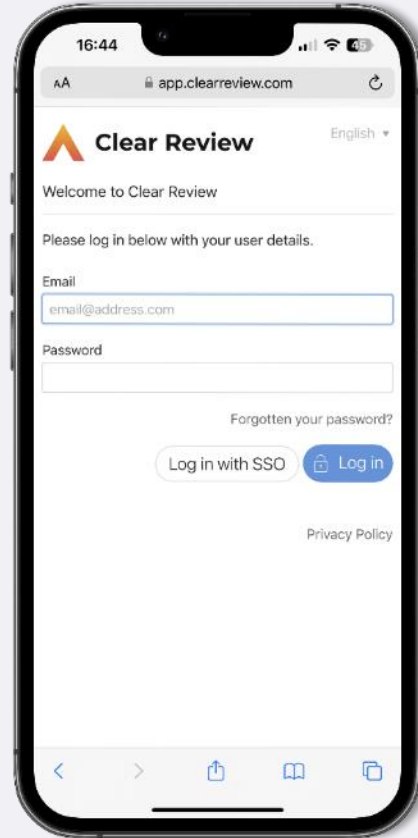 16:44
45
AA app.clearreview.com
Clear Review
English
Welcome to Clear Review
Please log in below with your user details.
Email
email@address.com
Password
Forgotten your password?
Log in with SSO
Log in
Privacy Policy